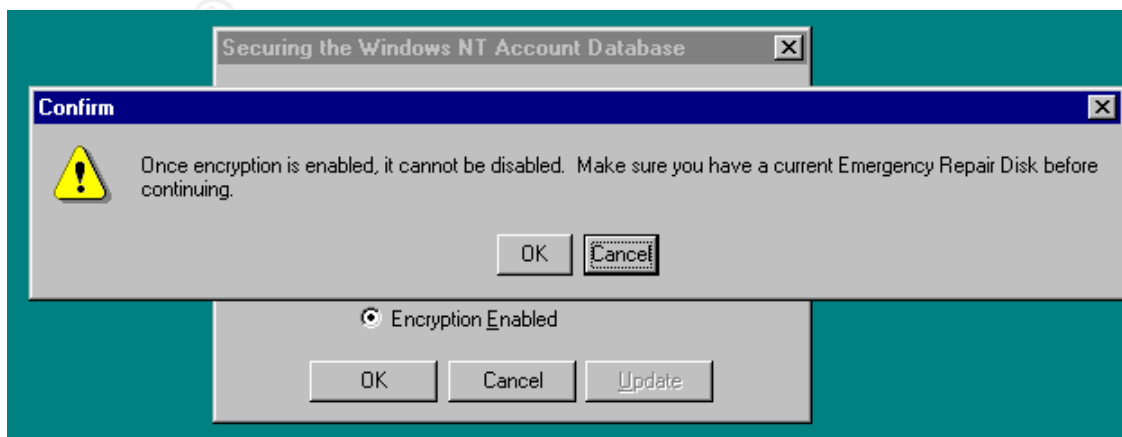 Securing the Windows NT Account Database
Confirm
Once encryption is enabled, it cannot be disabled.  Make sure you have a current Emergency Repair Disk before
continuing.
OK Cancel
Encryption Enabled
OK Cancel Update